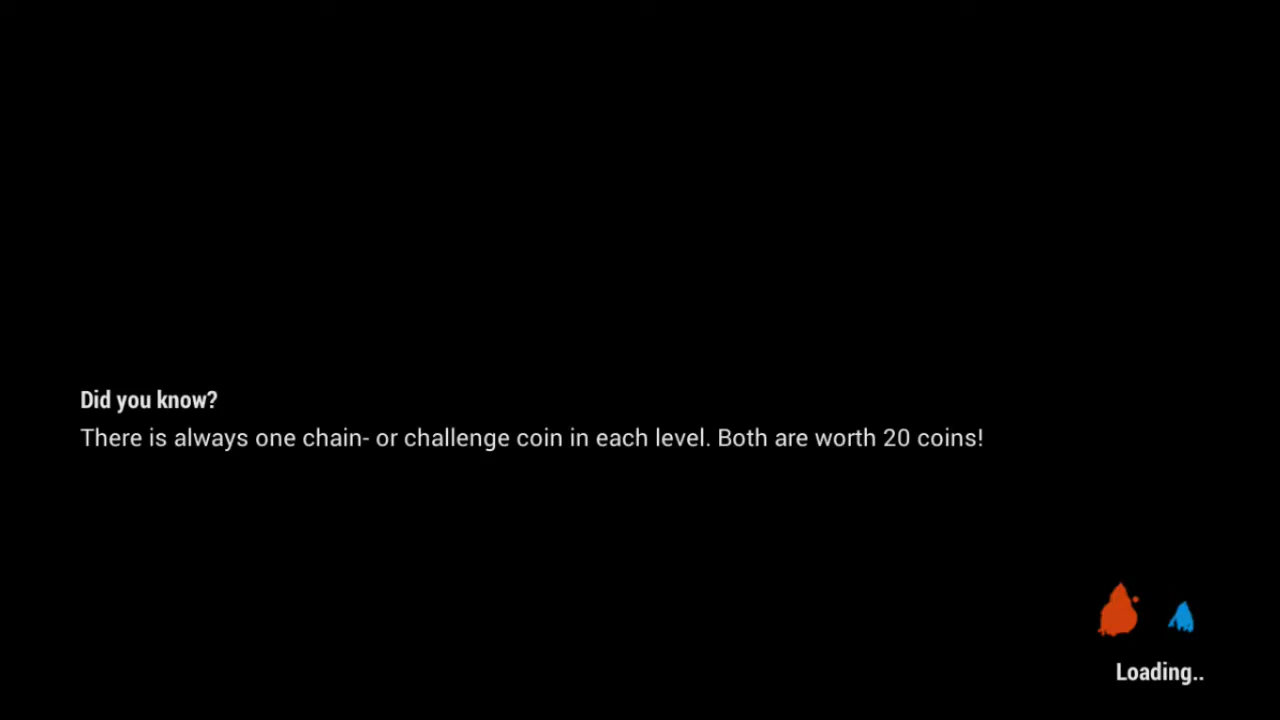 Did you know?
There is always one chain- or challenge coin in each level. Both are worth 20 coins!
Loading..